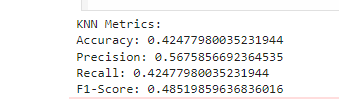 KNN Metrics:
Accuracy: 0.42477980035231944
Precision: 0.5675856692364535
Recall: 0.42477980035231944
F1-Score: 0.48519859636836016